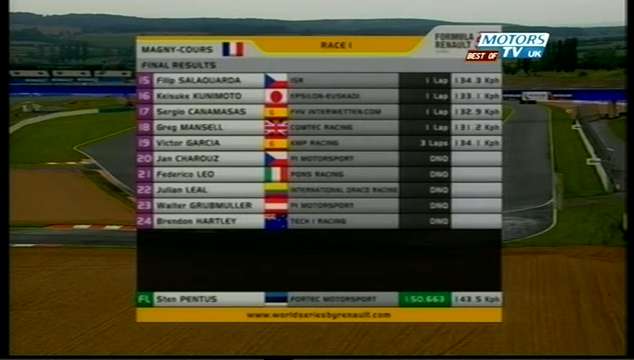 FORMULA
RENAULT
BEST OF MOTORS TV UK
MAGNY-COURS RACE 1
FINAL RESULTS
15 Filip SALAQUARDA ISR 1 Lap 134.3 Kph
16 Keisuke KUNIMOTO EPSILON-EUSKADI 1 Lap 133.1 Kph
17 Sergio CANAMASAS PHV INTERWETTEN.COM 1 Lap 132.9 Kph
18 Greg MANSELL COMTEC RACING 1 Lap 131.2 Kph
19 Victor GARCIA KMP RACING 3 Laps 134.1 Kph
20 Jan CHAROUZ PI MOTORSPORT DNQ
21 Federico LEO PONS RACING DNQ
22 Julian LEAL INTERNATIONAL DRACO RACING DNQ
23 Walter GRUBMULLER PI MOTORSPORT DNQ
24 Brendon HARTLEY TECH 1 RACING DNQ
FL Sten PENTUS FORTEC MOTORSPORT 1:50.663 143.5 Kph
www.worldseriesbyrenault.com